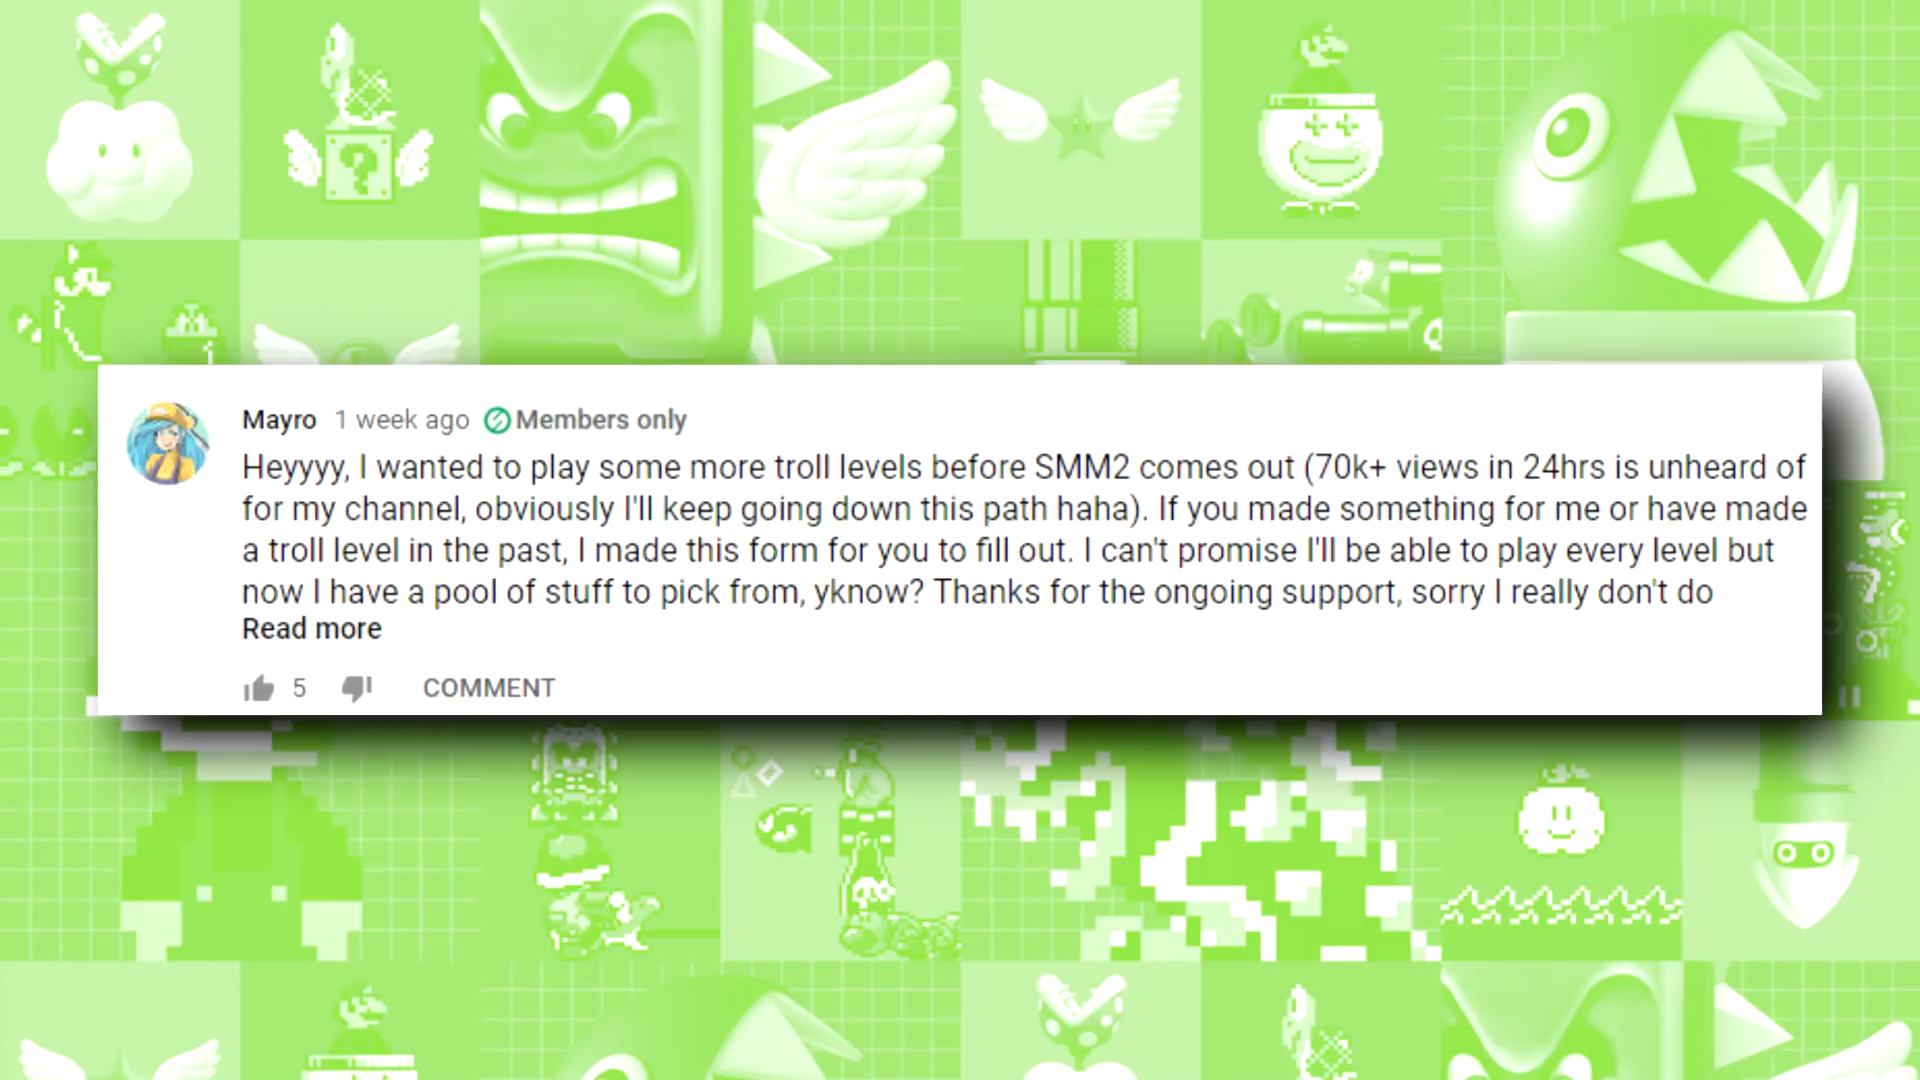 Mayro 1 week ago Members only
Heyyyy, I wanted to play some more troll levels before SMM2 comes out (70k+ views in 24hrs is unheard of
for my channel, obviously I'll keep going down this path haha). If you made something for me or have made
a troll level in the past, I made this form for you to fill out. I can't promise I'll be able to play every level but
now I have a pool of stuff to pick from, yknow? Thanks for the ongoing support, sorry I really don't do
Read more
5 COMMENT